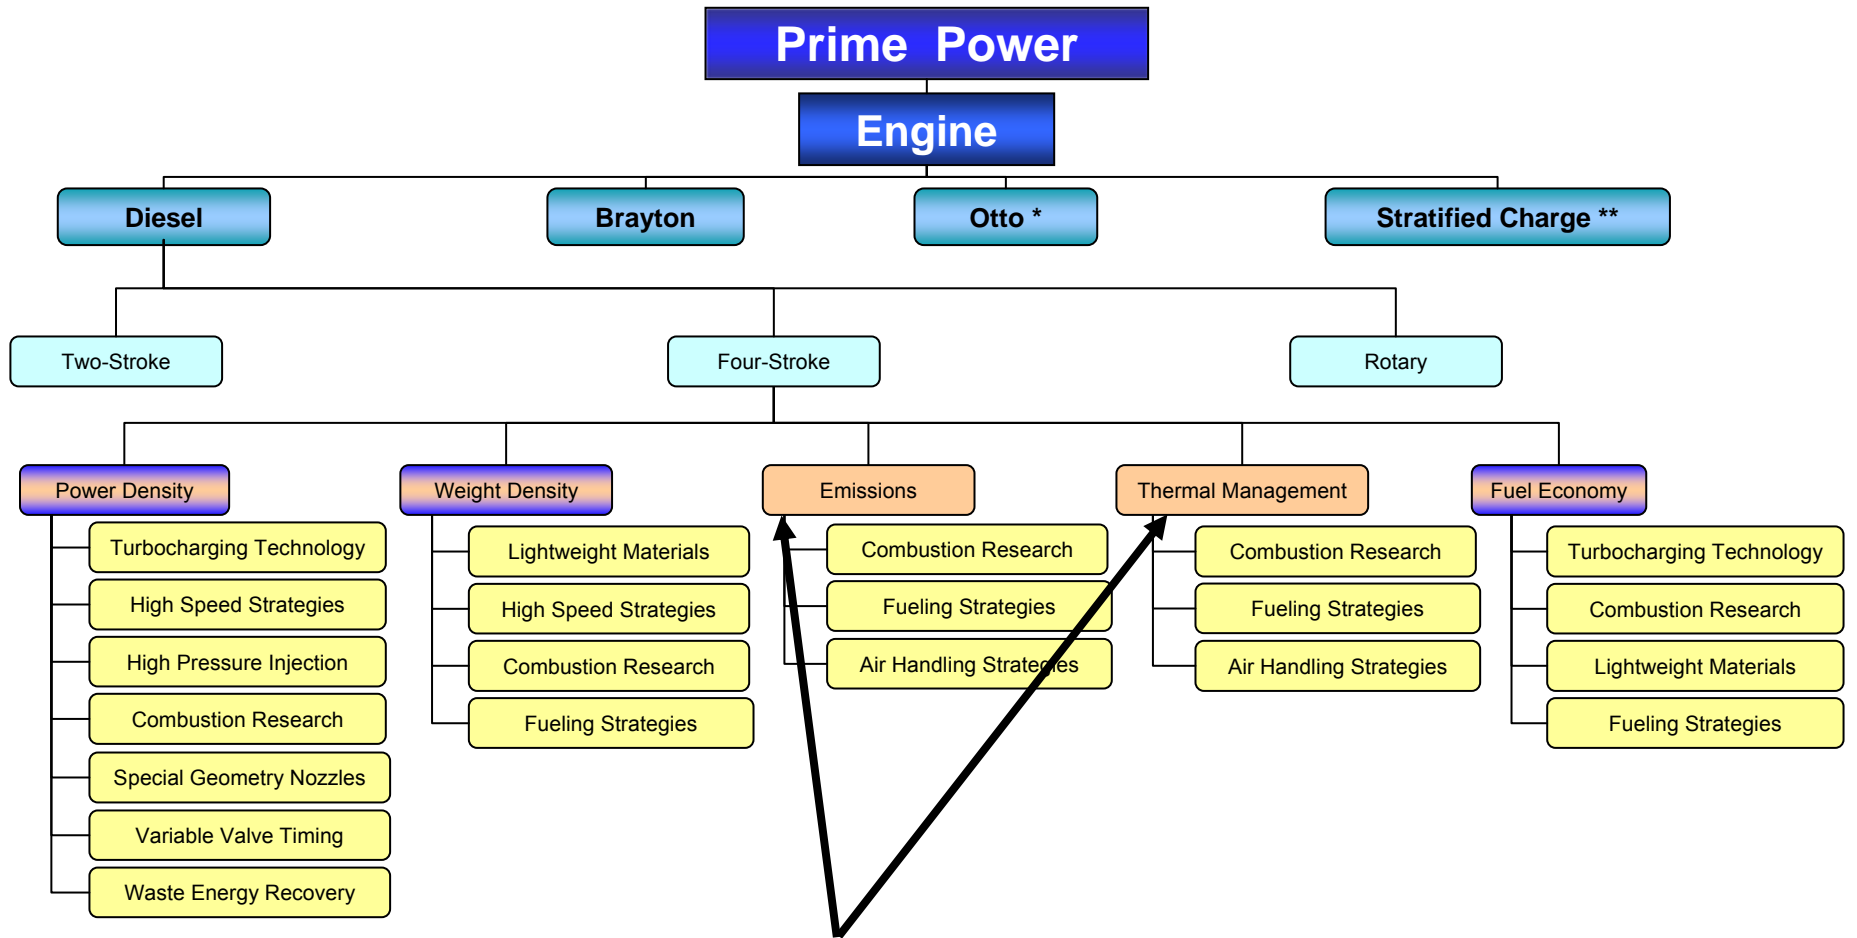 Prime Power
Engine
Diesel
Brayton
Otto *
Stratified Charge **
Two-Stroke
Four-Stroke
Rotary
Power Density
Turbocharging Technology
High Speed Strategies
High Pressure Injection
Combustion Research
Special Geometry Nozzles
Variable Valve Timing
Waste Energy Recovery
Weight Density
Lightweight Materials
High Speed Strategies
Combustion Research
Fueling Strategies
Emissions
Combustion Research
Fueling Strategies
Air Handling Strategies
Thermal Management
Combustion Research
Fueling Strategies
Air Handling Strategies
Fuel Economy
Turbocharging Technology
Combustion Research
Lightweight Materials
Fueling Strategies